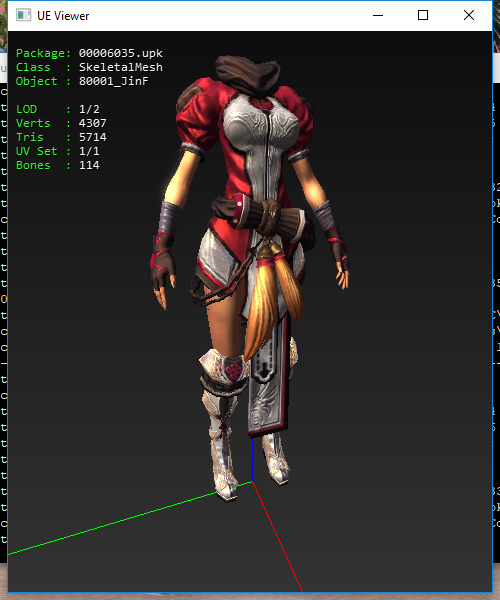 UE Viewer
Package: 00006035.upk
Class : SkeletalMesh
Object : 80001_JinF
LOD : 1/2
Verts : 4307
Tris : 5714
UV Set : 1/1
Bones : 114